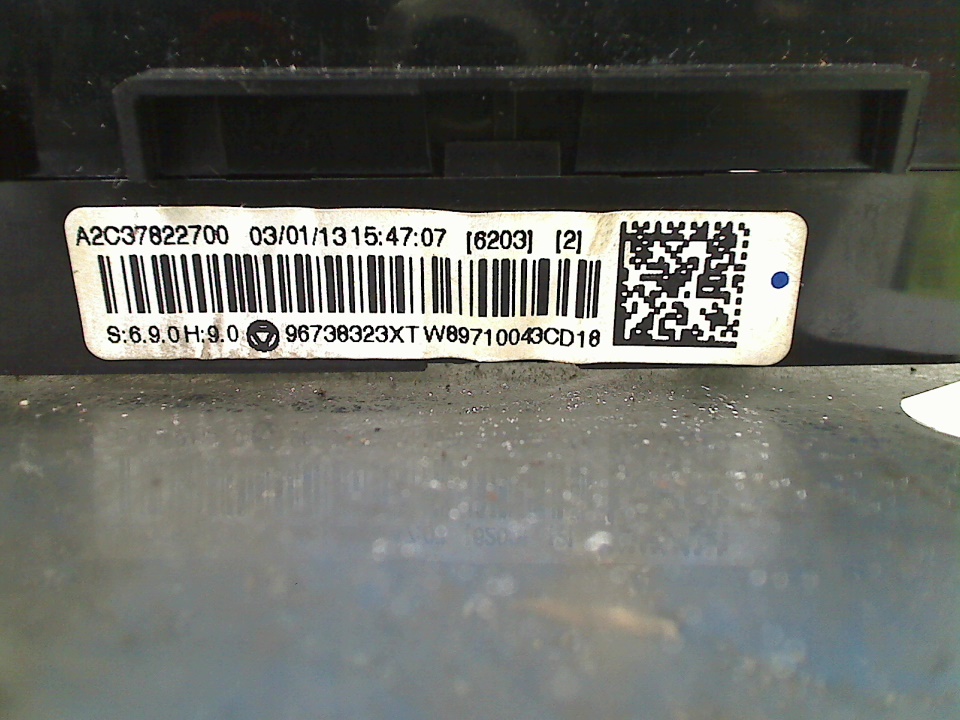 A2C37822700 03/01/13 15:47:07 [6203] [2]
S:6.9.0 H:9.0 96738323XT W89710043CD18